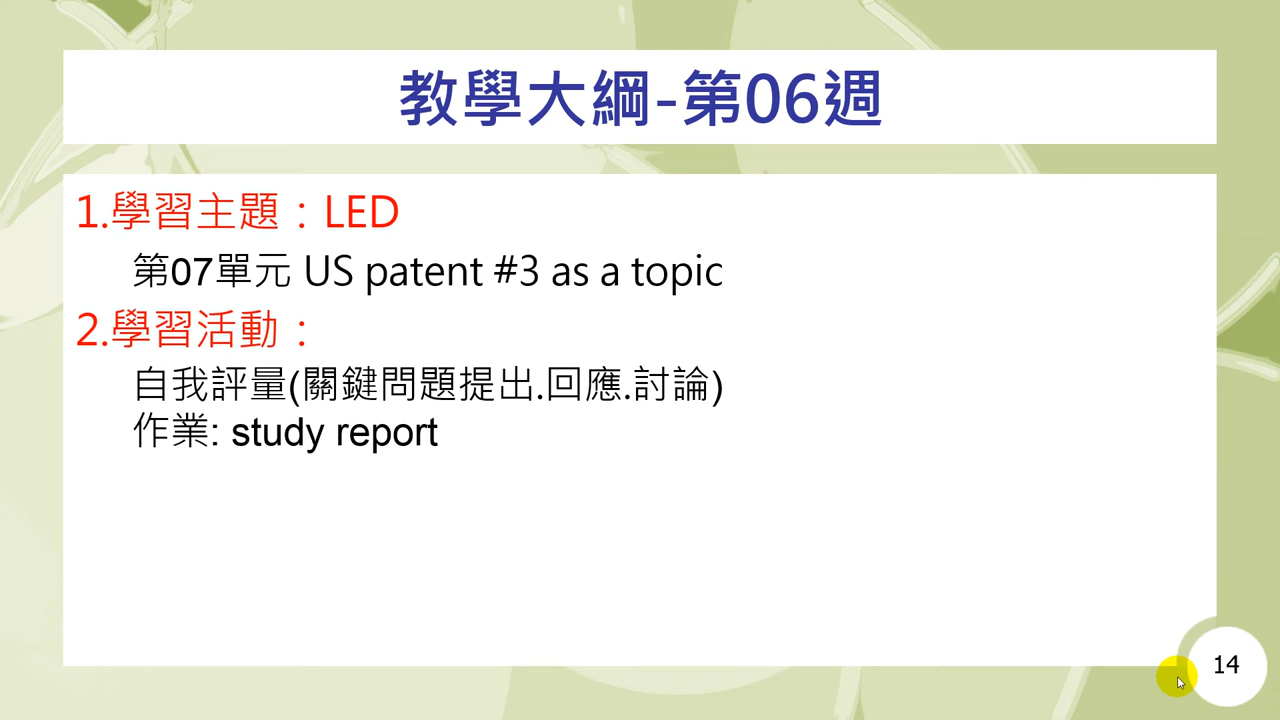 教學大綱-第06週
1.學習主題：LED
第07單元 US patent #3 as a topic
2.學習活動：
自我評量(關鍵問題提出.回應.討論)
作業: study report
14